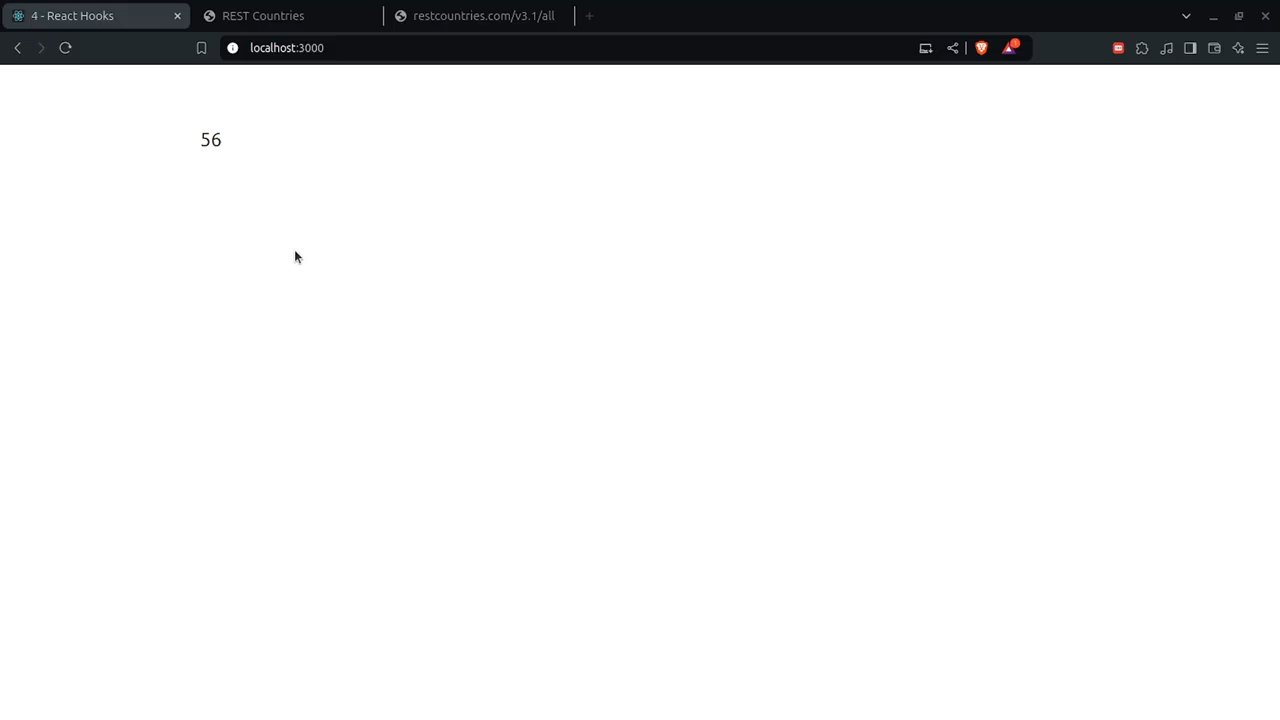 4 - React Hooks
REST Countries
restcountries.com/v3.1/all
localhost:3000
56